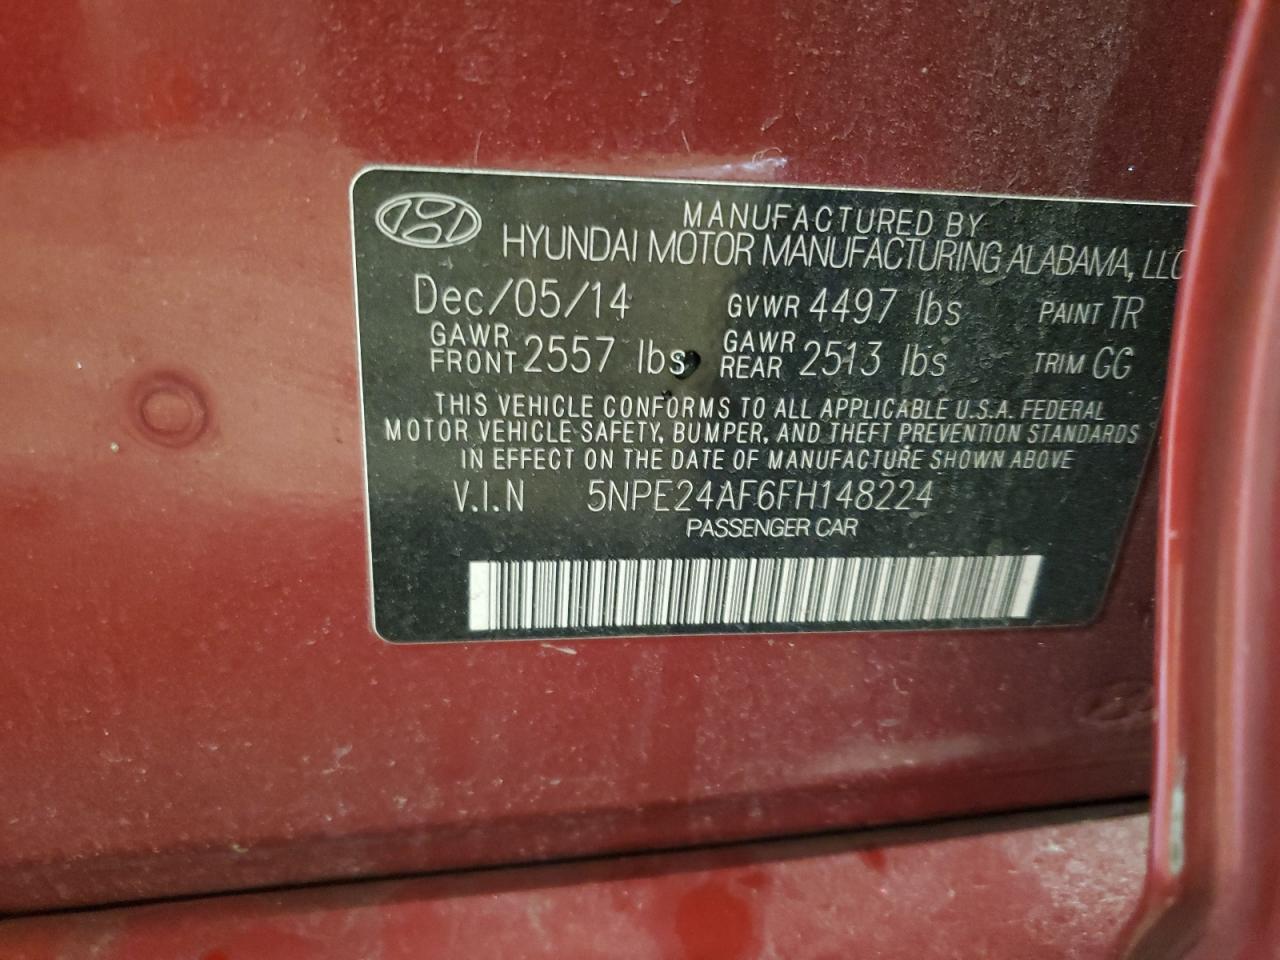 MANUFACTURED BY
HYUNDAI MOTOR MANUFACTURING ALABAMA, LLC
Dec/05/14 GVWR 4497 lbs PAINT TR
GAWR FRONT 2557 lbs GAWR REAR 2513 lbs TRIM GG
THIS VEHICLE CONFORMS TO ALL APPLICABLE U.S.A. FEDERAL
MOTOR VEHICLE SAFETY, BUMPER, AND THEFT PREVENTION STANDARDS
IN EFFECT ON THE DATE OF MANUFACTURE SHOWN ABOVE
V.I.N 5NPE24AF6FH148224
PASSENGER CAR